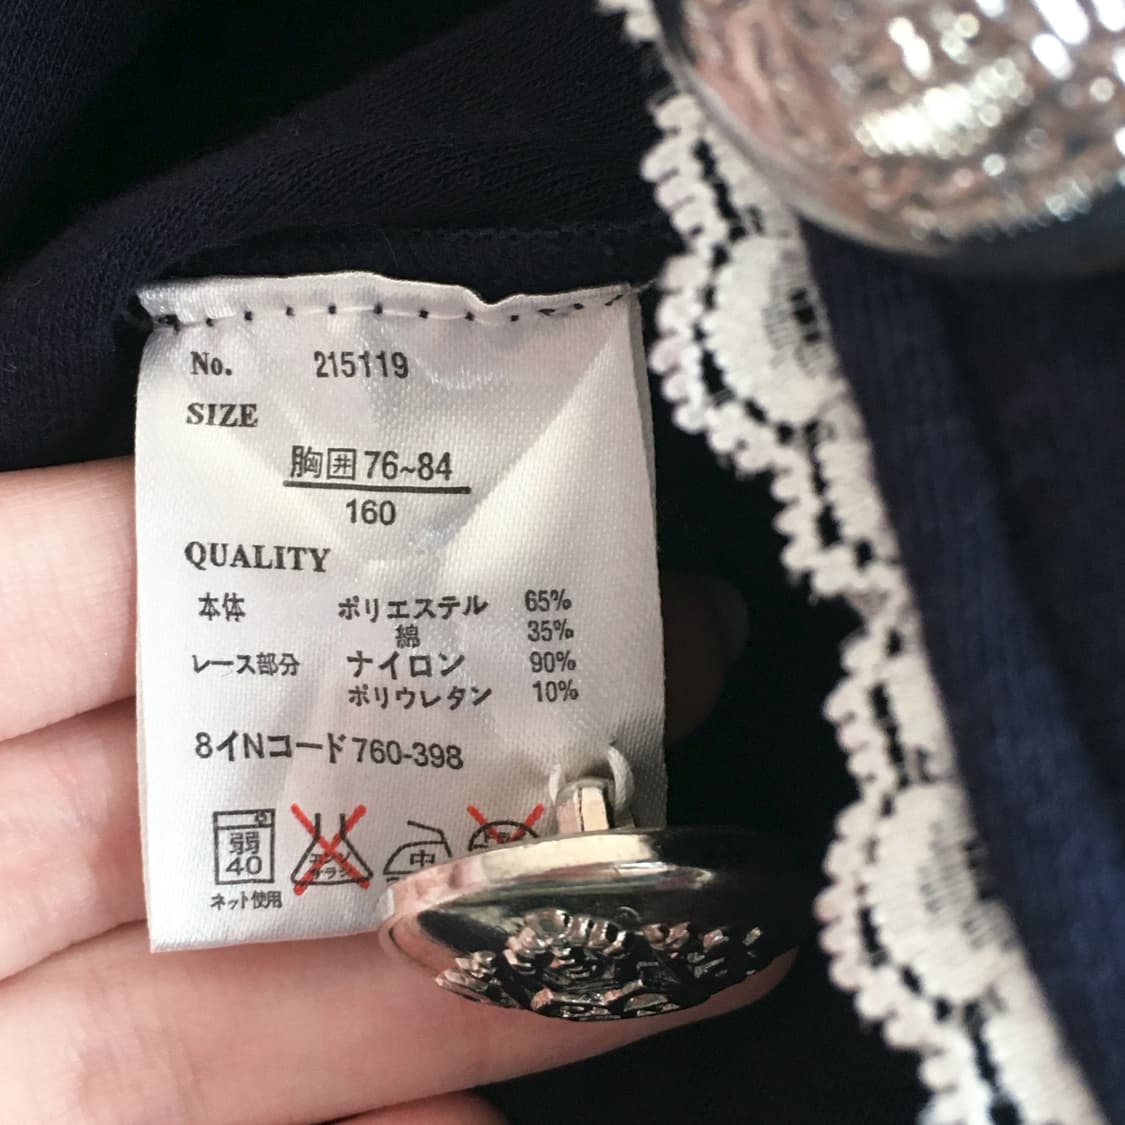 No. 215119
SIZE
胸囲76~84
160
QUALITY
本体 ポリエステル 65%
綿 35%
レース部分 ナイロン 90%
ポリウレタン 10%
8イNコード760-398
弱
40
中
ネット使用